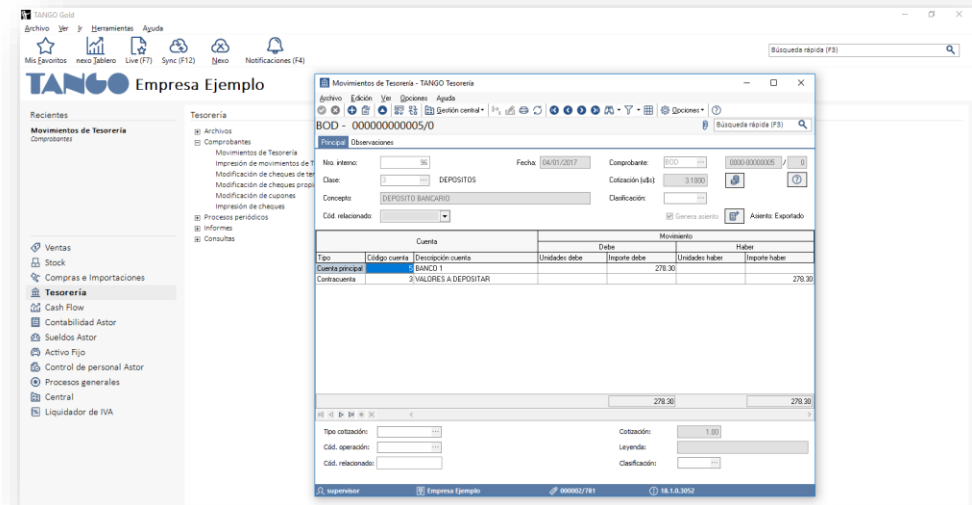 TANGO Gold
Archivo Ver Ir Herramientas Ayuda
Mis Favoritos nexo Tablero Live (F7) Sync (F12) Nexo Notificaciones (F4)
Búsqueda rápida (F3)
TANGO Empresa Ejemplo
Recientes
Movimientos de Tesorería
Comprobantes
Ventas
Stock
Compras e Importaciones
Tesorería
Cash Flow
Contabilidad Astor
Sueldos Astor
Activo Fijo
Control de personal Astor
Procesos generales
Central
Liquidador de IVA
Tesorería
Archivos
Comprobantes
Movimientos de Tesorería
Impresión de movimientos de T
Modificación de cheques de ter
Modificación de cheques propi
Modificación de cupones
Impresión de cheques
Procesos periódicos
Informes
Consultas
Movimientos de Tesorería - TANGO Tesorería
Archivo Edición Ver Opciones Ayuda
Gestión central Opciones
BOD - 000000000005/0
Búsqueda rápida (F3)
Principal Observaciones
Nro. interno: 96 Fecha: 04/01/2017 Comprobante: BOD 0000-00000005 / 0
Clase: 3 DEPOSITOS Cotización (u$s): 3.1000
Concepto: DEPOSITO BANCARIO Clasificación:
Cód. relacionado: Genera asiento Asiento: Exportado
Cuenta Movimiento
Debe Haber
Tipo Código cuenta Descripción cuenta Unidades debe Importe debe Unidades haber Importe haber
Cuenta principal 5 BANCO 1 278.30
Contracuenta 3 VALORES A DEPOSITAR 278.30
278.30 278.30
Tipo cotización: Cotización: 1.00
Cód. operación: Leyenda:
Cód. relacionado: Clasificación:
supervisor Empresa Ejemplo 000002/781 18.1.0.3052